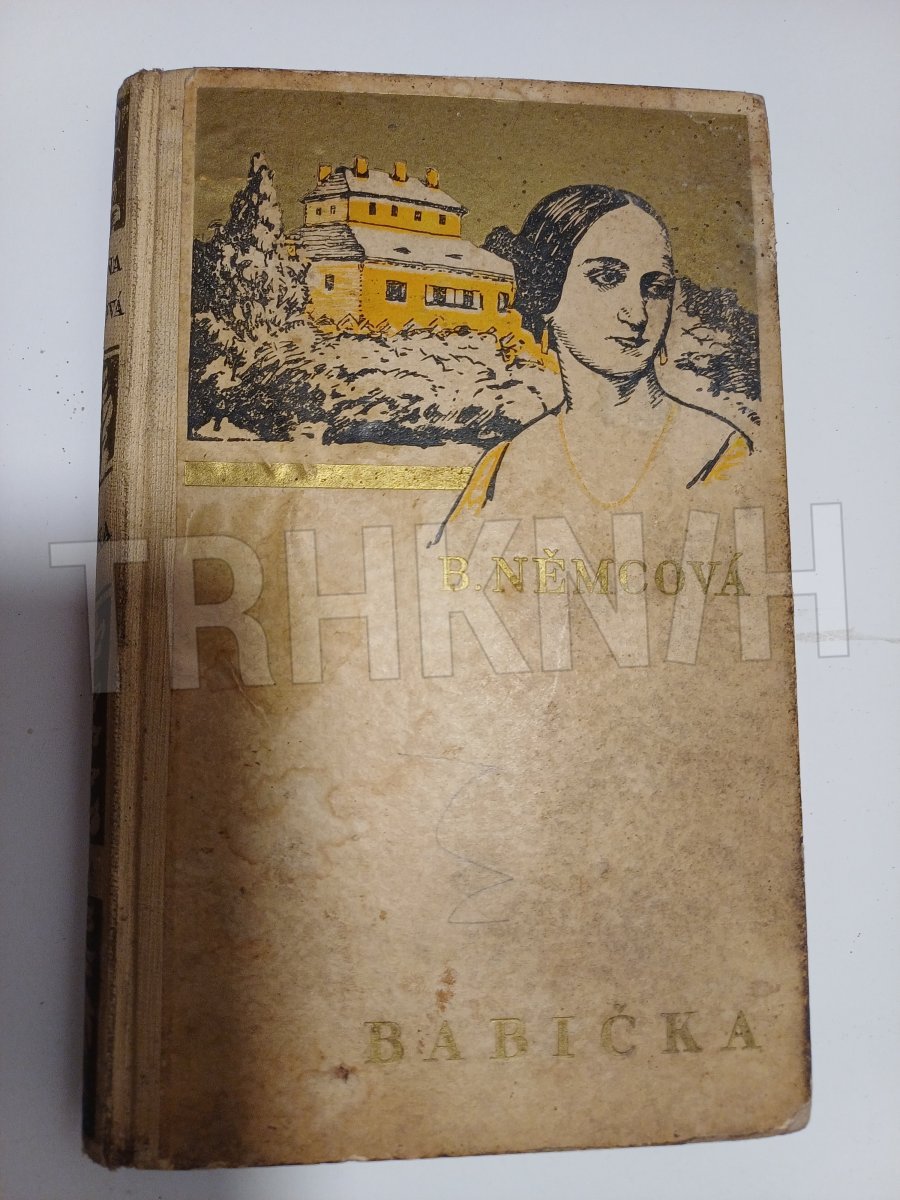 B. NĚMCOVÁ
TRHKNIH
BABIČKA